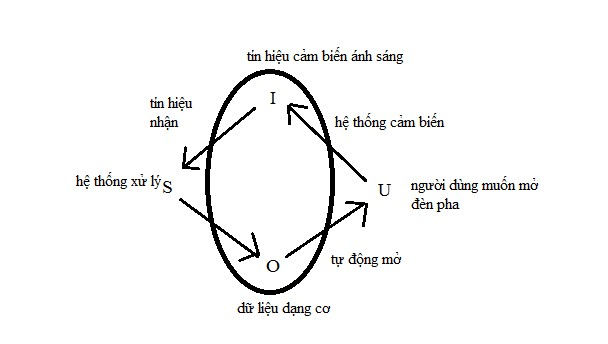 tín hiệu cảm biến ánh sáng
I
tín hiệu
nhận
hệ thống cảm biến
hệ thống xử lý
S
U
người dùng muốn mở
đèn pha
O
tự động mở
dữ liệu dạng cơ